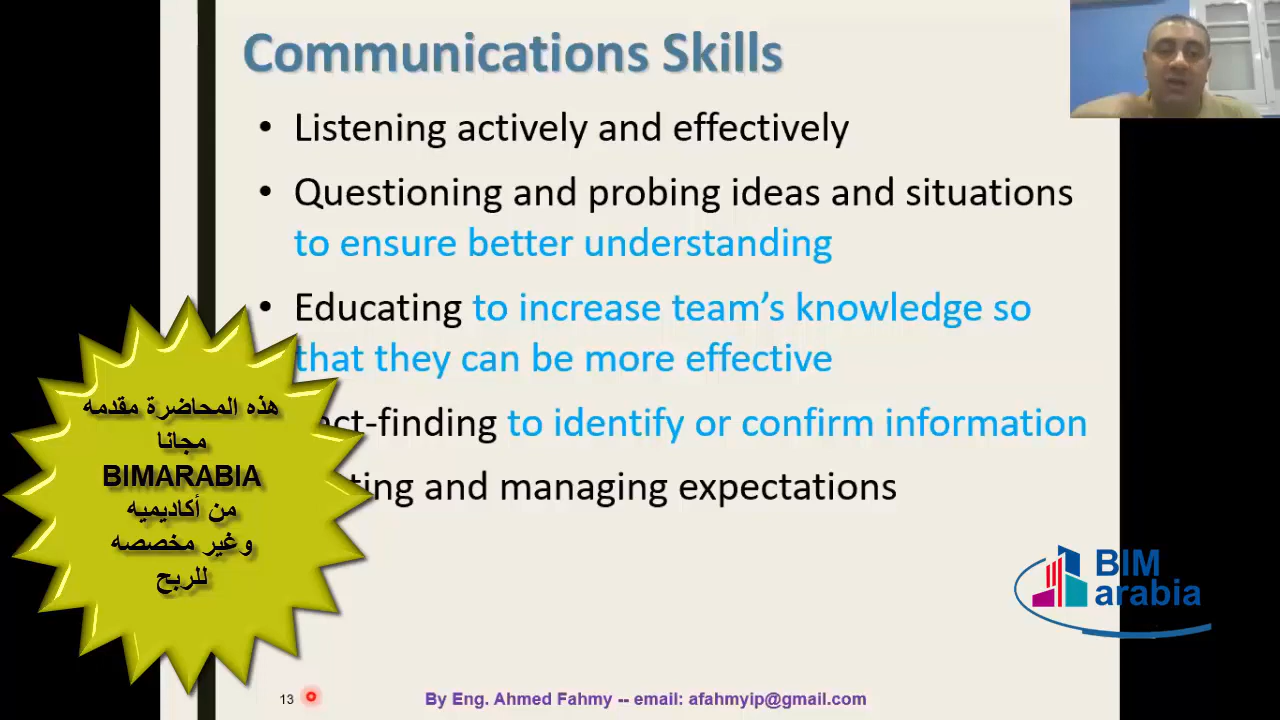 Communications Skills
• Listening actively and effectively
• Questioning and probing ideas and situations
to ensure better understanding
• Educating to increase team's knowledge so
that they can be more effective
to identify or confirm information
and managing expectations
هذه المحاضرة مقدمه
مجانا
BIMARABIA
من أكاديميه
وغير مخصصه
للربح
BIM
arabia
13
By Eng. Ahmed Fahmy -- email: afahmyip@gmail.com